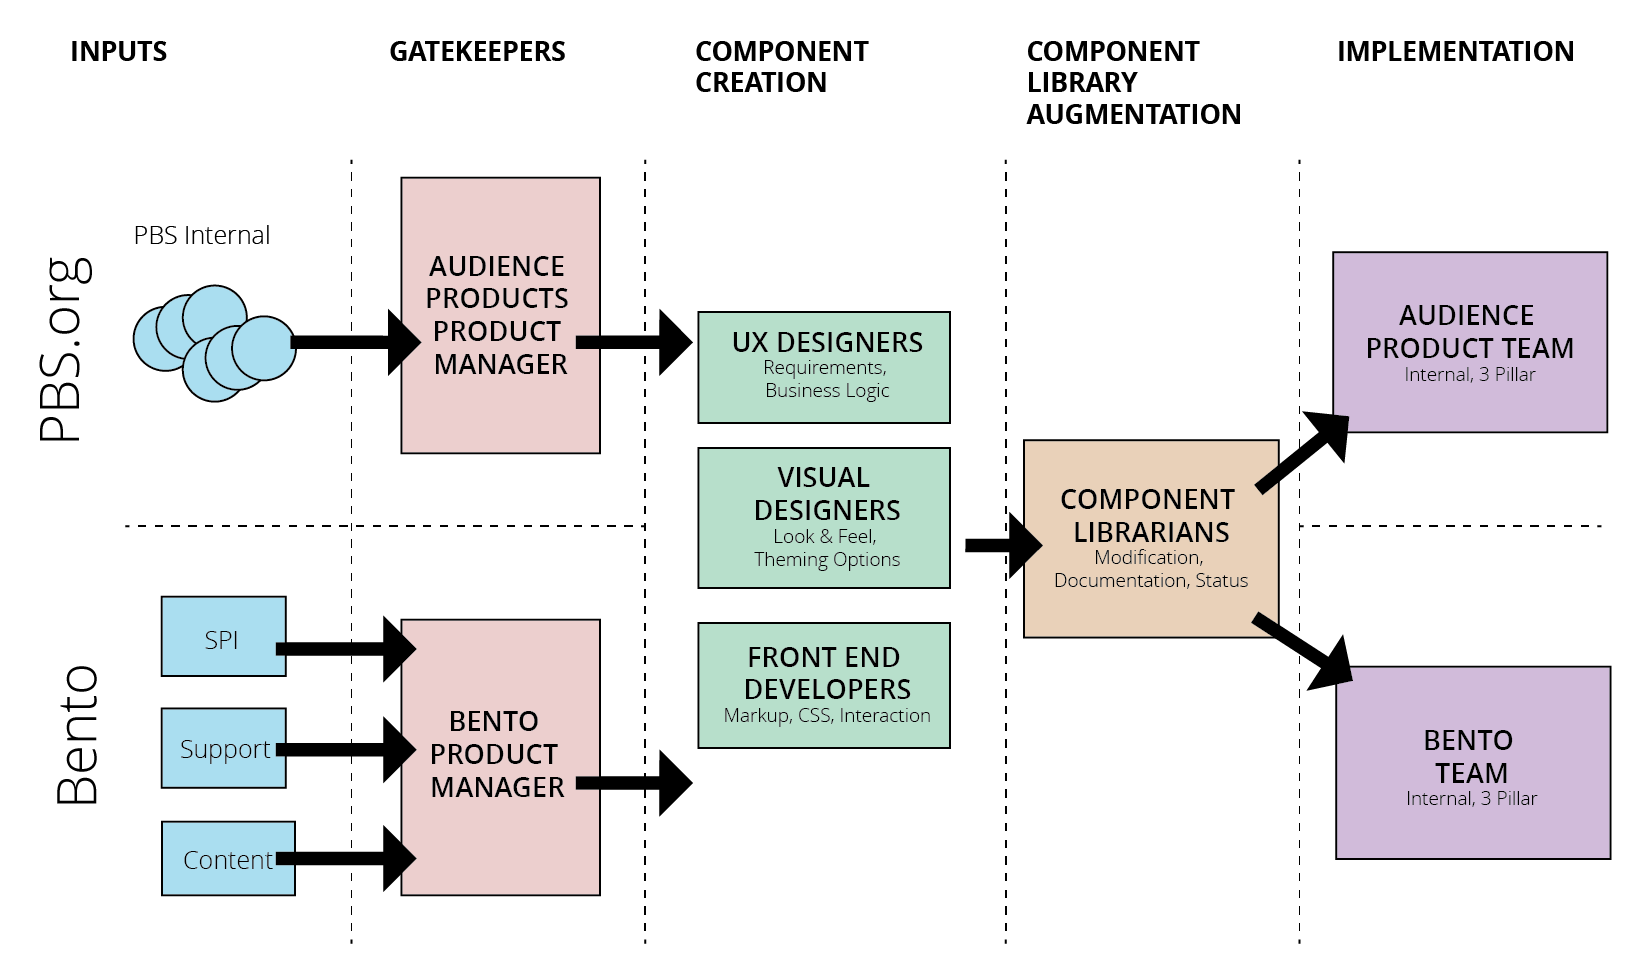 INPUTS
GATEKEEPERS
COMPONENT
CREATION
COMPONENT
LIBRARY
AUGMENTATION
IMPLEMENTATION
PBS.org
PBS Internal
AUDIENCE
PRODUCTS
PRODUCT
MANAGER
UX DESIGNERS
Requirements,
Business Logic
VISUAL
DESIGNERS
Look & Feel,
Theming Options
FRONT END
DEVELOPERS
Markup, CSS, Interaction
COMPONENT
LIBRARIANS
Modification,
Documentation, Status
AUDIENCE
PRODUCT TEAM
Internal, 3 Pillar
Bento
SPI
Support
Content
BENTO
PRODUCT
MANAGER
BENTO
TEAM
Internal, 3 Pillar